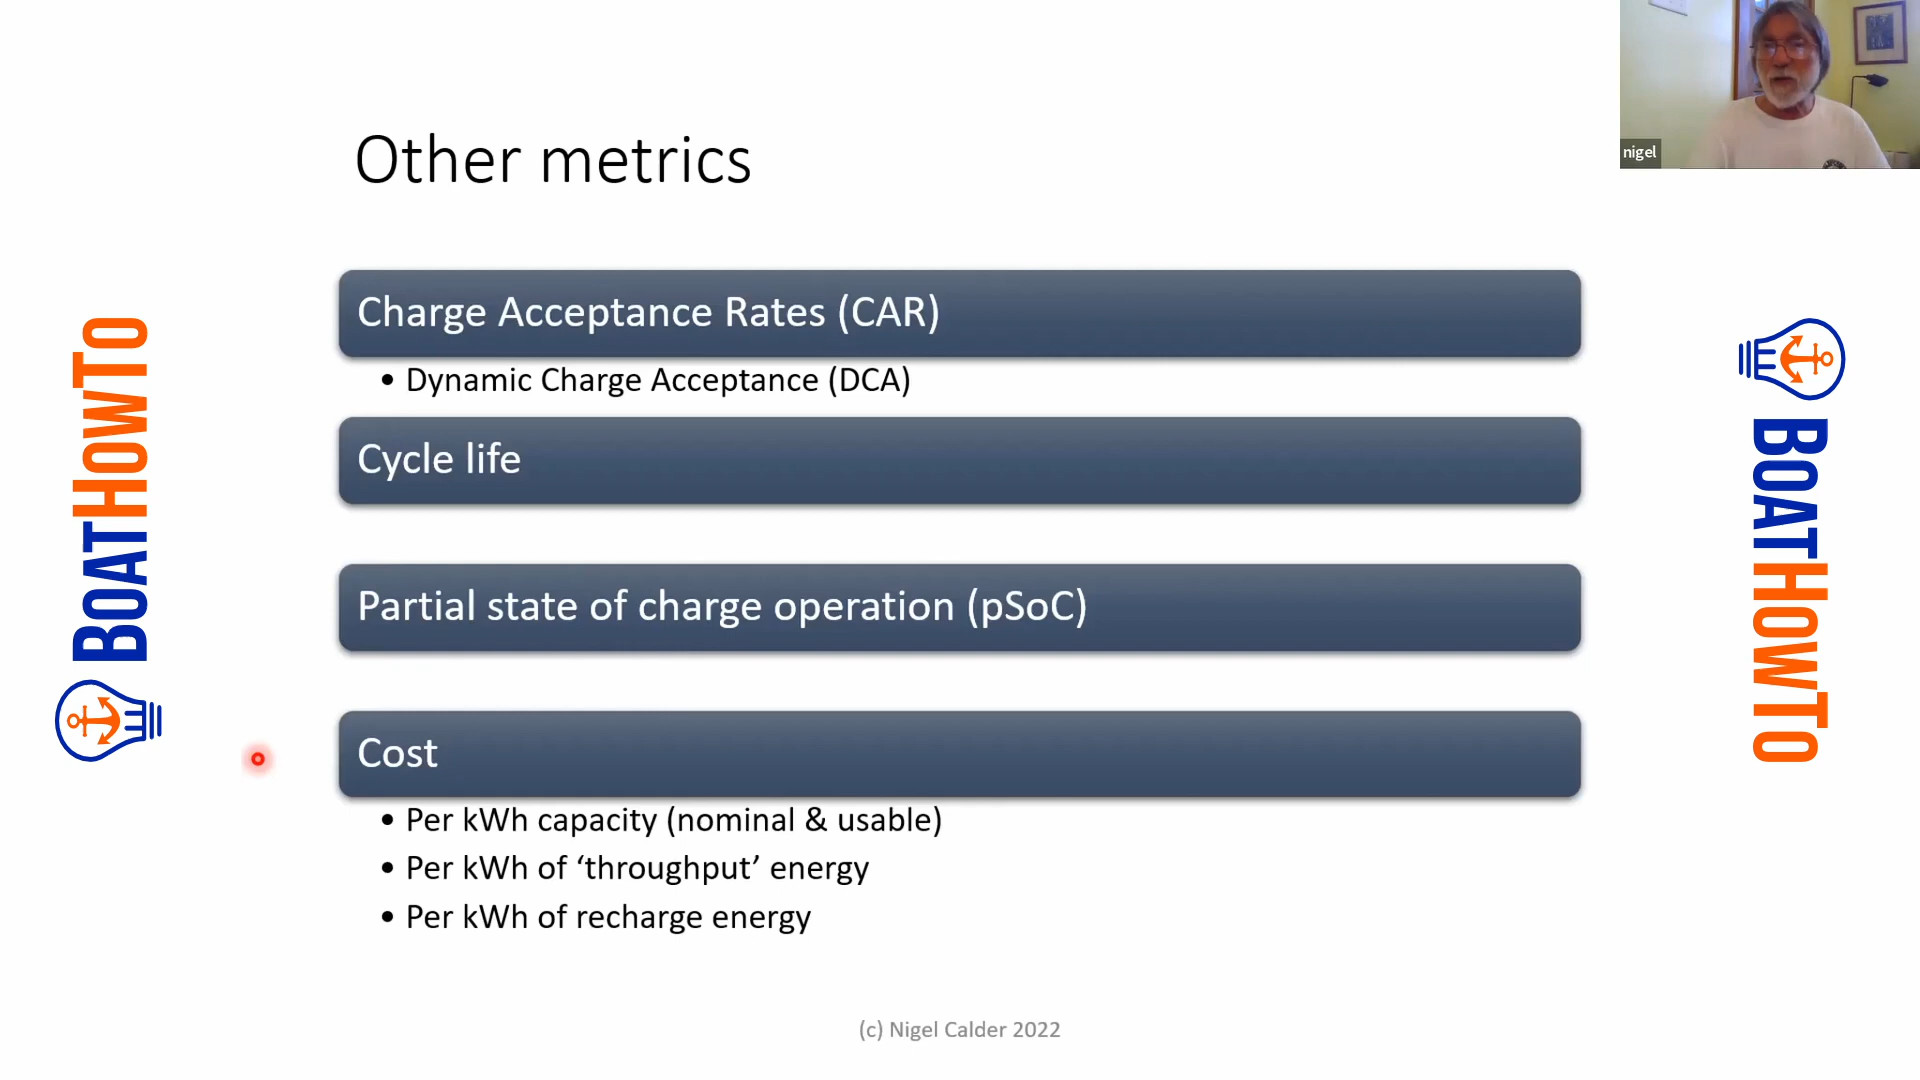 Other metrics
nigel
Charge Acceptance Rates (CAR)
• Dynamic Charge Acceptance (DCA)
Cycle life
Partial state of charge operation (pSoC)
Cost
• Per kWh capacity (nominal & usable)
• Per kWh of ‘throughput’ energy
• Per kWh of recharge energy
BOATHOWTO
BOATHOWTO
(c) Nigel Calder 2022